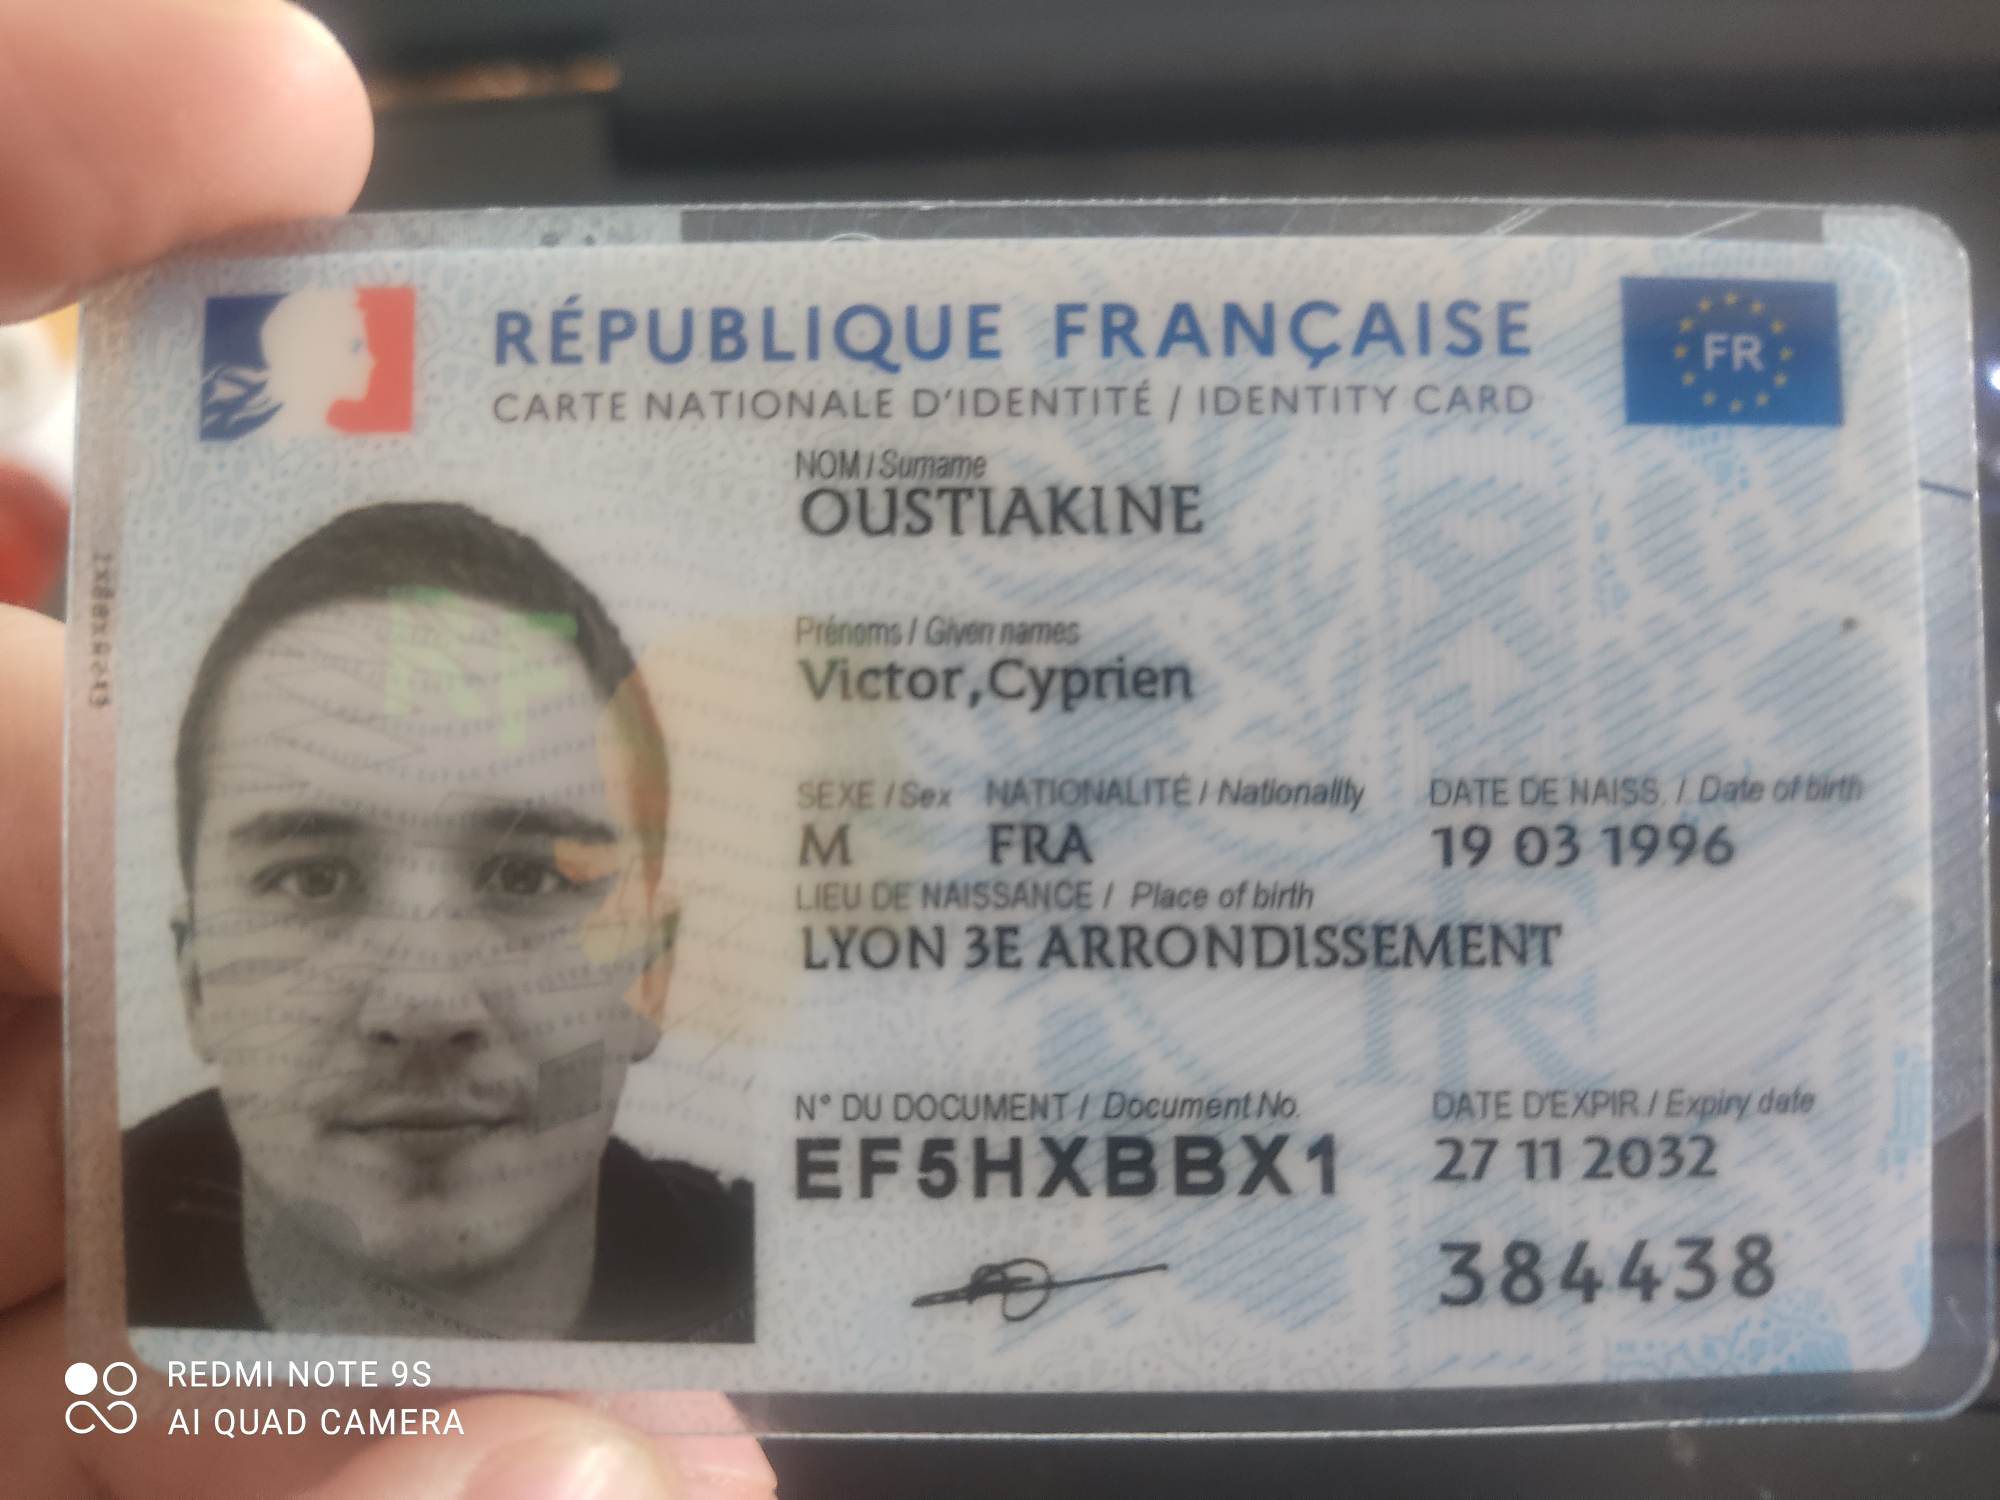 RÉPUBLIQUE FRANÇAISE
FR
CARTE NATIONALE D'IDENTITÉ / IDENTITY CARD
NOM / Surname
OUSTIAKINE
Prénoms / Given names
Victor,Cyprien
SEXE / Sex NATIONALITÉ / Nationality DATE DE NAISS. / Date of birth
M FRA 19 03 1996
LIEU DE NAISSANCE / Place of birth
LYON 3E ARRONDISSEMENT
N° DU DOCUMENT / Document No. DATE D'EXPIR. / Expiry date
EF5HXBBX1 27 11 2032
384438
RF
REDMI NOTE 9S
AI QUAD CAMERA